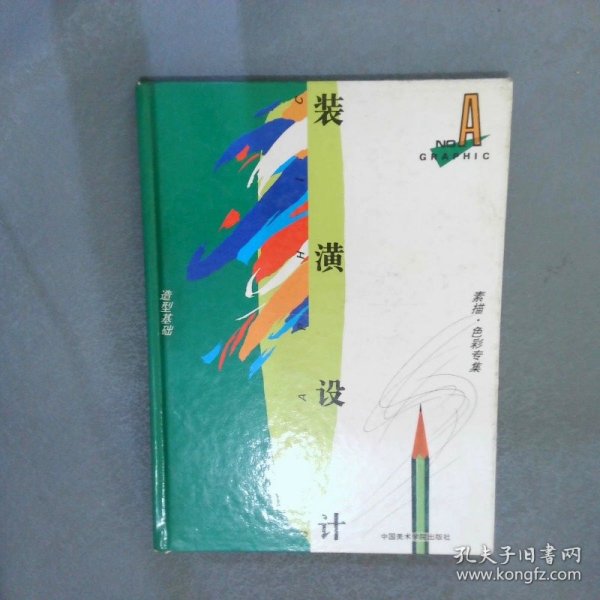 装潢设计
NO.A
GRAPHIC
造型基础
素描·色彩专集
C
H
A
中国美术学院出版社
孔夫子旧书网
www.kongfz.com